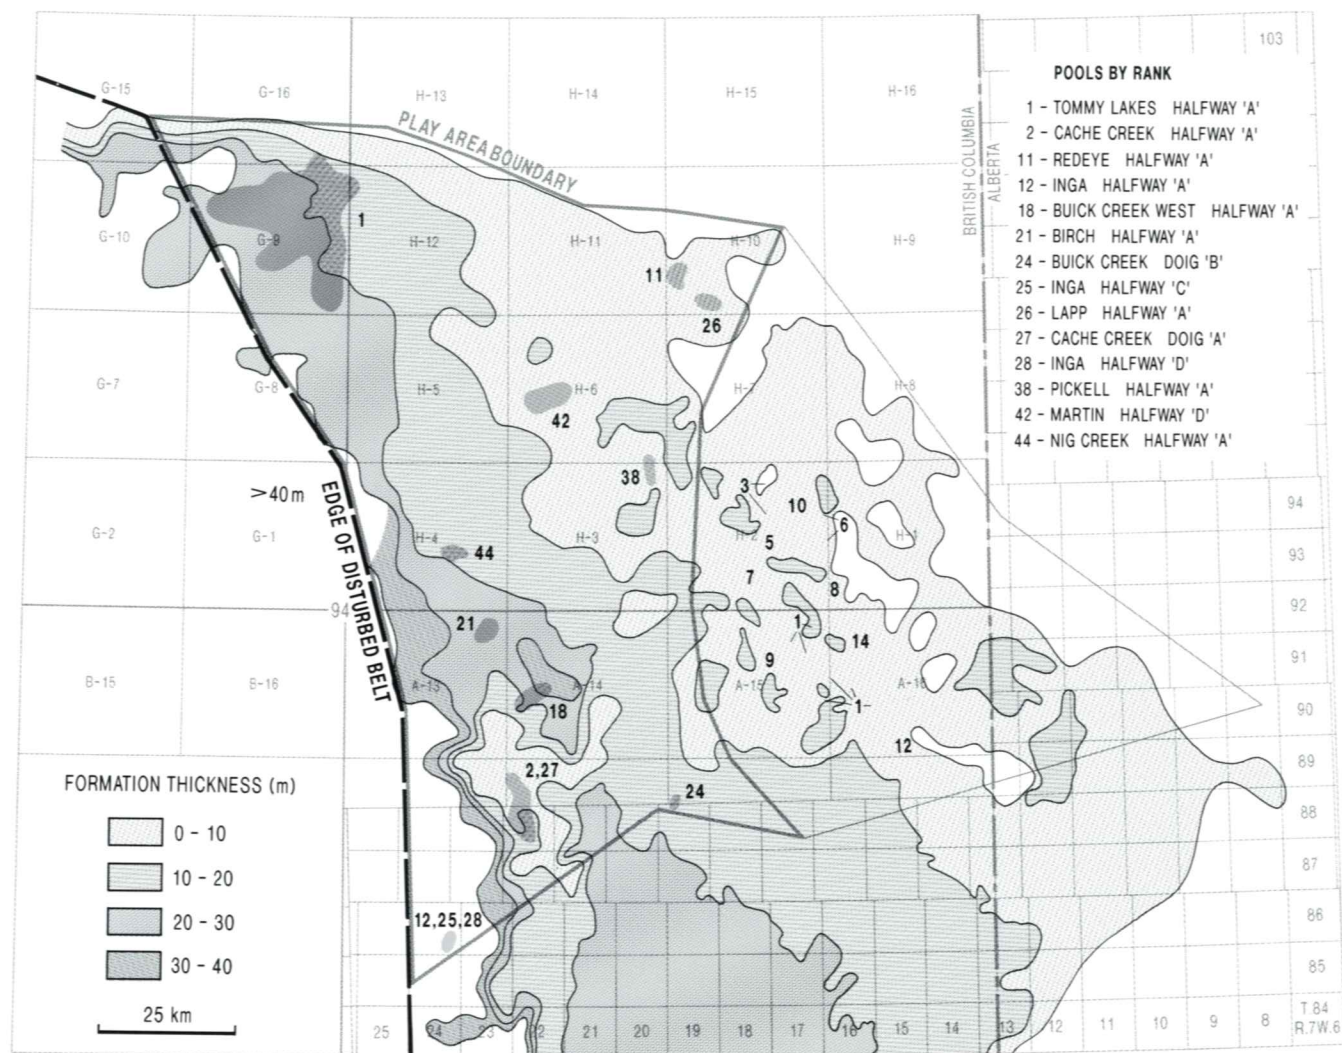 103
G-15
G-16
H-13
H-14
H-15
H-16
PLAY AREA BOUNDARY
BRITISH COLUMBIA
ALBERTA
POOLS BY RANK
1 - TOMMY LAKES HALFWAY 'A'
2 - CACHE CREEK HALFWAY 'A'
11 - REDEYE HALFWAY 'A'
12 - INGA HALFWAY 'A'
18 - BUICK CREEK WEST HALFWAY 'A'
21 - BIRCH HALFWAY 'A'
24 - BUICK CREEK DOIG 'B'
25 - INGA HALFWAY 'C'
26 - LAPP HALFWAY 'A'
27 - CACHE CREEK DOIG 'A'
28 - INGA HALFWAY 'D'
38 - PICKELL HALFWAY 'A'
42 - MARTIN HALFWAY 'D'
44 - NIG CREEK HALFWAY 'A'
G-10
G-9
1
H-12
H-11
H-10
H-9
11
26
G-7
G-8
H-5
H-6
H-7
H-8
42
38
3
10
94
>40 m
6
G-2
G-1
H-4
H-3
H-2
H-1
5
93
44
EDGE OF DISTURBED BELT
7
8
92
94
21
1-
14
91
9
B-15
B-16
A-13
A-14
A-15
A-16
90
18
1-
12
89
2,27
24
88
87
12,25,28
86
85
FORMATION THICKNESS (m)
0 - 10
10 - 20
20 - 30
30 - 40
25 km
25
24
23
22
21
20
19
18
17
16
15
14
13
12
11
10
9
8
T.84
R.7W.6